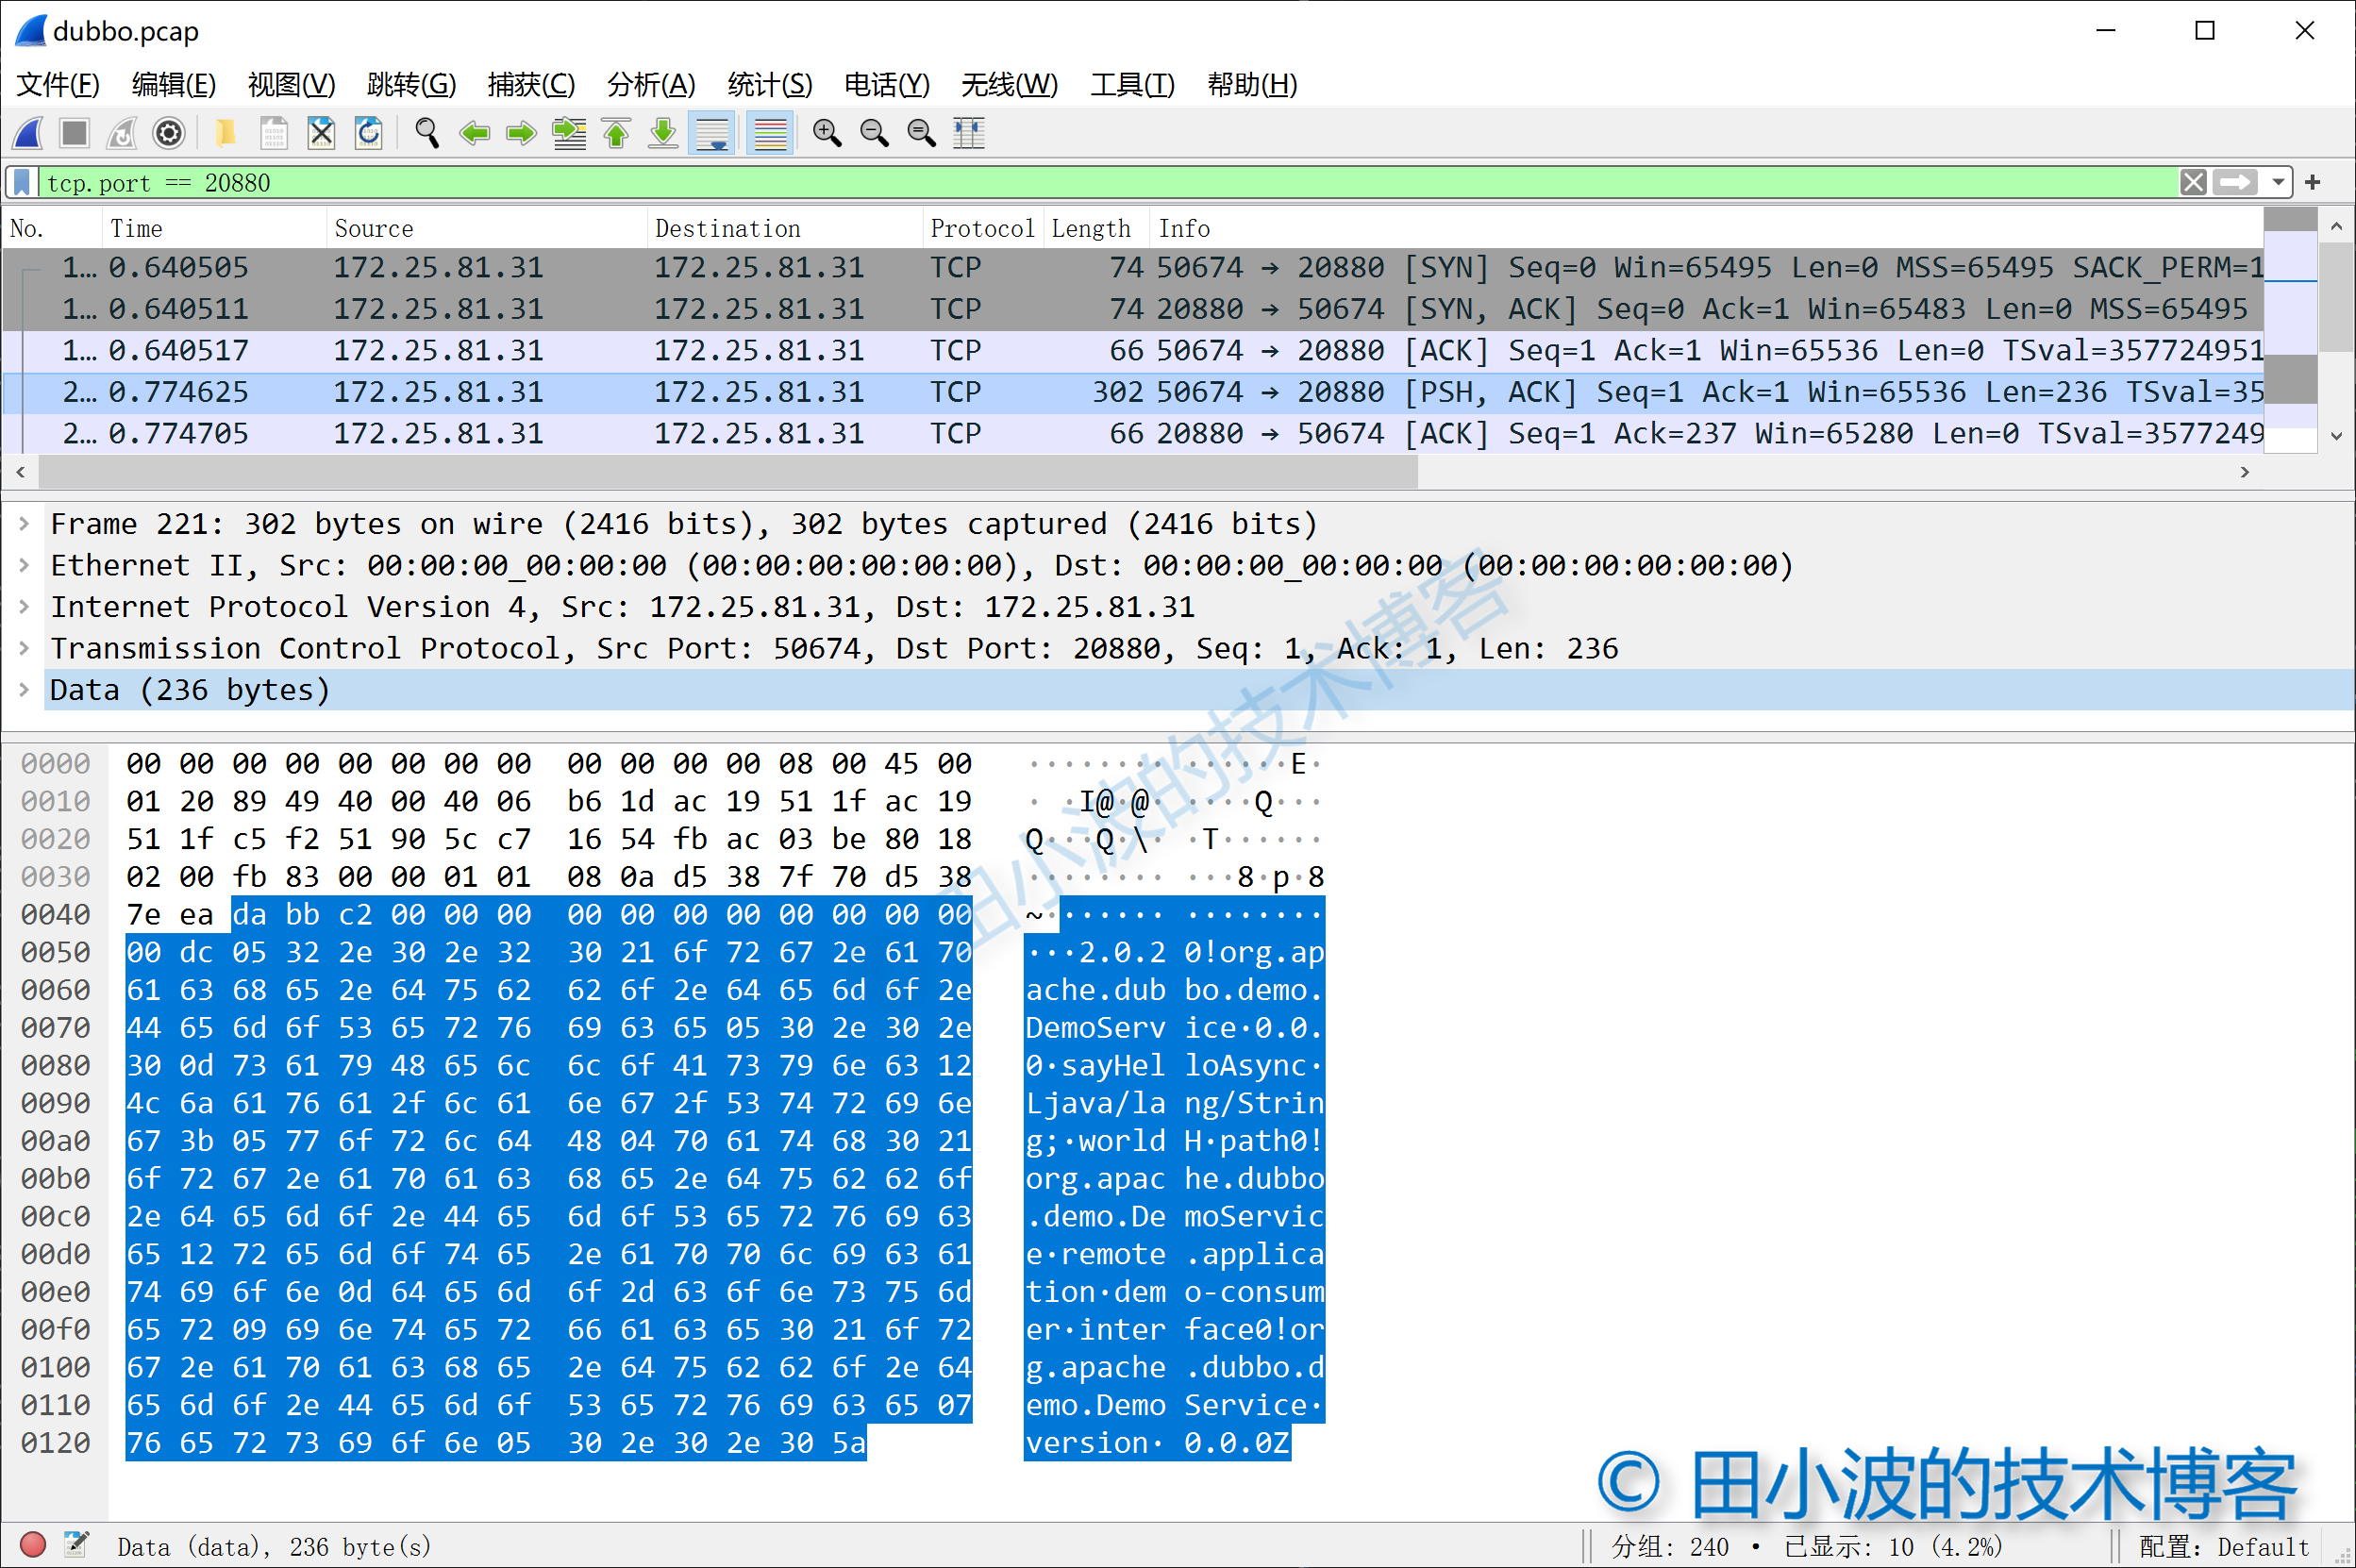 dubbo.pcap
文件(F) 编辑(E) 视图(V) 跳转(G) 捕获(C) 分析(A) 统计(S) 电话(Y) 无线(W) 工具(T) 帮助(H)
tcp.port == 20880
No. Time Source Destination Protocol Length Info
1… 0.640505 172.25.81.31 172.25.81.31 TCP 74 50674 → 20880 [SYN] Seq=0 Win=65495 Len=0 MSS=65495 SACK_PERM=1
1… 0.640511 172.25.81.31 172.25.81.31 TCP 74 20880 → 50674 [SYN, ACK] Seq=0 Ack=1 Win=65483 Len=0 MSS=65495
1… 0.640517 172.25.81.31 172.25.81.31 TCP 66 50674 → 20880 [ACK] Seq=1 Ack=1 Win=65536 Len=0 TSval=357724951
2… 0.774625 172.25.81.31 172.25.81.31 TCP 302 50674 → 20880 [PSH, ACK] Seq=1 Ack=1 Win=65536 Len=236 TSval=35
2… 0.774705 172.25.81.31 172.25.81.31 TCP 66 20880 → 50674 [ACK] Seq=1 Ack=237 Win=65280 Len=0 TSval=3577249
Frame 221: 302 bytes on wire (2416 bits), 302 bytes captured (2416 bits)
Ethernet II, Src: 00:00:00_00:00:00 (00:00:00:00:00:00), Dst: 00:00:00_00:00:00 (00:00:00:00:00:00)
Internet Protocol Version 4, Src: 172.25.81.31, Dst: 172.25.81.31
Transmission Control Protocol, Src Port: 50674, Dst Port: 20880, Seq: 1, Ack: 1, Len: 236
Data (236 bytes)
0000 00 00 00 00 00 00 00 00 00 00 00 00 08 00 45 00 ········ ······E·
0010 01 20 89 49 40 00 40 06 b6 1d ac 19 51 1f ac 19 · ·I@·@· ····Q···
0020 51 1f c5 f2 51 90 5c c7 16 54 fb ac 03 be 80 18 Q···Q·\· ·T······
0030 02 00 fb 83 00 00 01 01 08 0a d5 38 7f 70 d5 38 ········ ···8·p·8
0040 7e ea da bb c2 00 00 00 00 00 00 00 00 00 00 00 ~······· ········
0050 00 dc 05 32 2e 30 2e 32 30 21 6f 72 67 2e 61 70 ···2.0.2 0!org.ap
0060 61 63 68 65 2e 64 75 62 62 6f 2e 64 65 6d 6f 2e ache.dub bo.demo.
0070 44 65 6d 6f 53 65 72 76 69 63 65 05 30 2e 30 2e DemoServ ice·0.0.
0080 30 0d 73 61 79 48 65 6c 6c 6f 41 73 79 6e 63 12 0·sayHel loAsync·
0090 4c 6a 61 76 61 2f 6c 61 6e 67 2f 53 74 72 69 6e Ljava/la ng/Strin
00a0 67 3b 05 77 6f 72 6c 64 48 04 70 61 74 68 30 21 g;·world H·path0!
00b0 6f 72 67 2e 61 70 61 63 68 65 2e 64 75 62 62 6f org.apac he.dubbo
00c0 2e 64 65 6d 6f 2e 44 65 6d 6f 53 65 72 76 69 63 .demo.De moServic
00d0 65 12 72 65 6d 6f 74 65 2e 61 70 70 6c 69 63 61 e·remote .applica
00e0 74 69 6f 6e 0d 64 65 6d 6f 2d 63 6f 6e 73 75 6d tion·dem o-consum
00f0 65 72 09 69 6e 74 65 72 66 61 63 65 30 21 6f 72 er·inter face0!or
0100 67 2e 61 70 61 63 68 65 2e 64 75 62 62 6f 2e 64 g.apache .dubbo.d
0110 65 6d 6f 2e 44 65 6d 6f 53 65 72 76 69 63 65 07 emo.Demo Service·
0120 76 65 72 73 69 6f 6e 05 30 2e 30 2e 30 5a version· 0.0.0Z
田小波的技术博客
© 田小波的技术博客
Data (data), 236 byte(s) 分组: 240 · 已显示: 10 (4.2%) 配置: Default